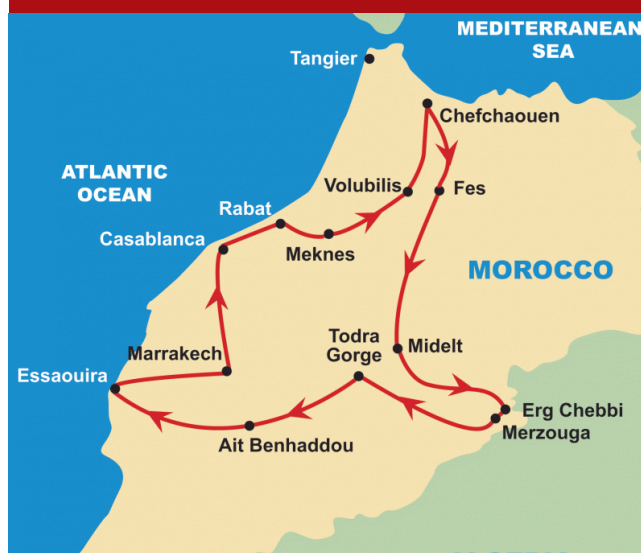 MEDITERRANEAN
SEA
Tangier
Chefchaouen
ATLANTIC
OCEAN
Volubilis
Fes
Rabat
Casablanca
Meknes
MOROCCO
Todra
Gorge
Midelt
Marrakech
Essaouira
Erg Chebbi
Merzouga
Ait Benhaddou